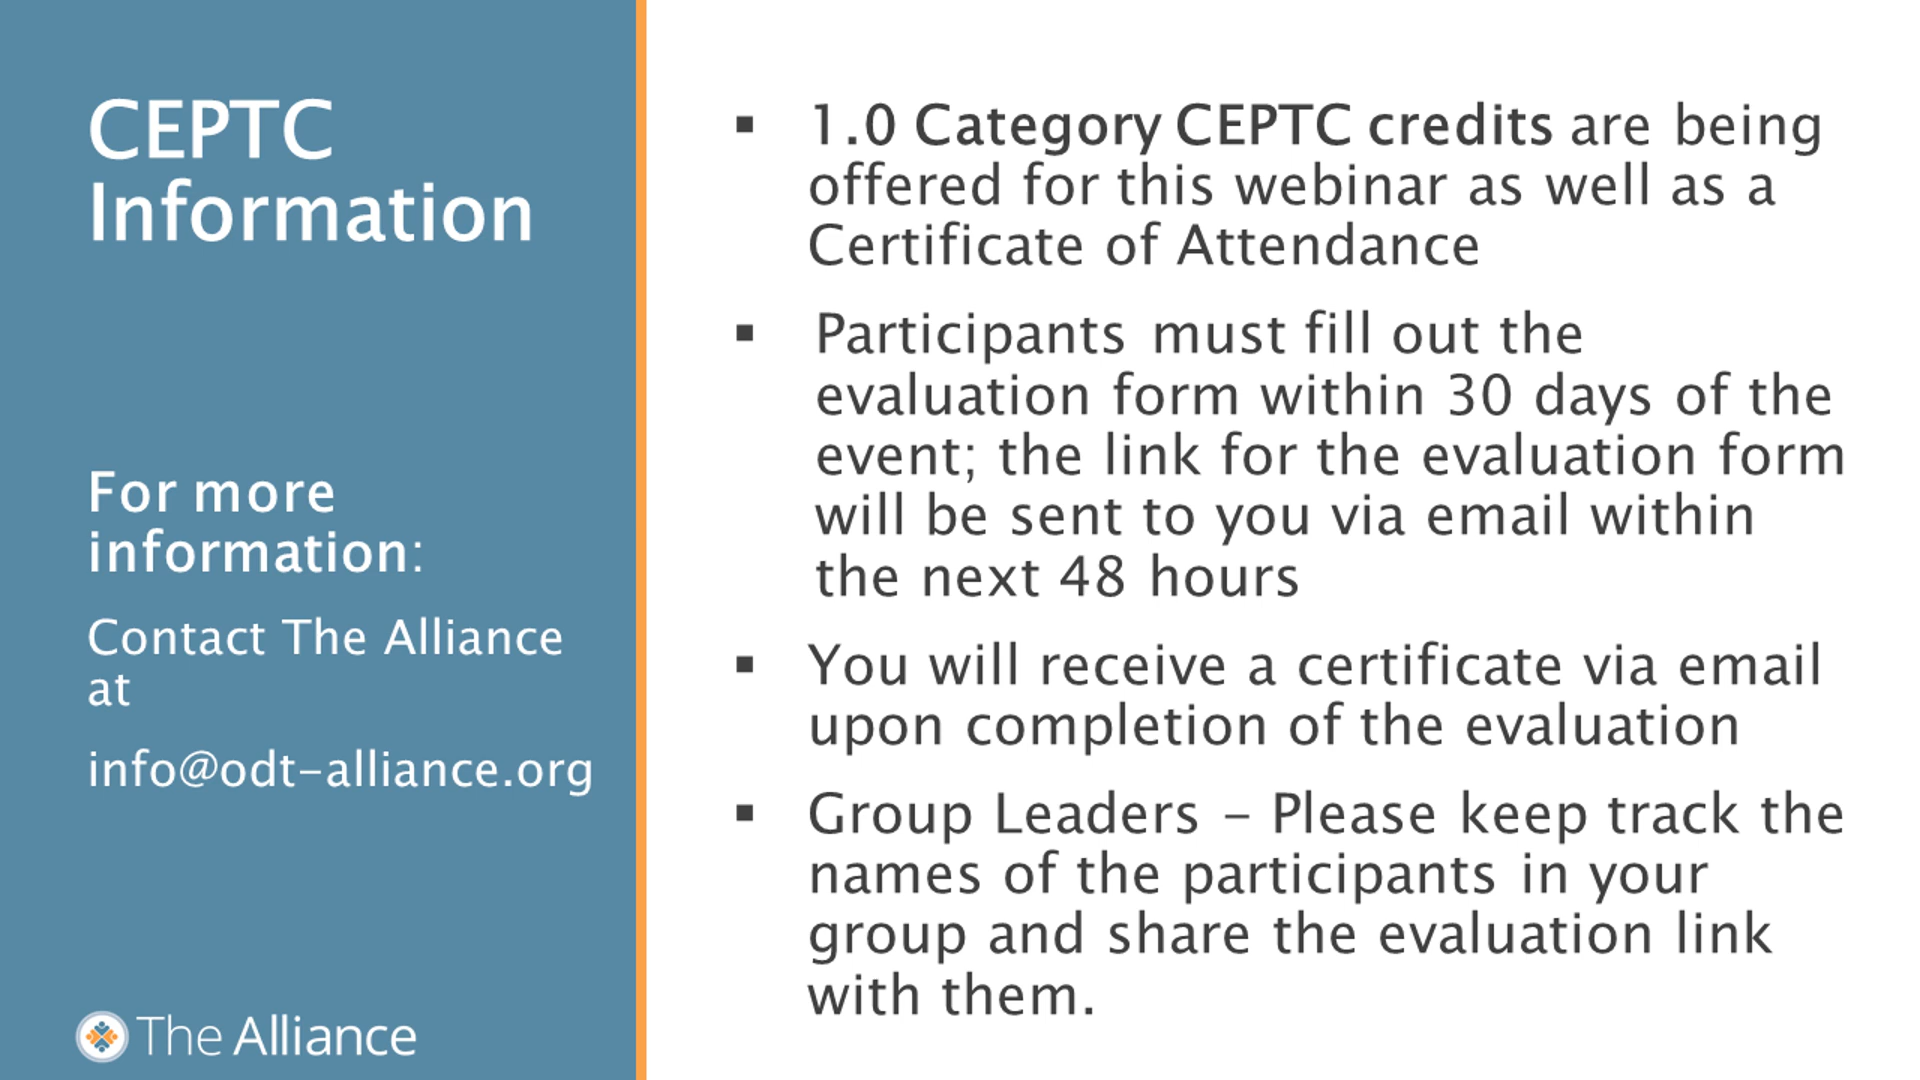 CEPTC
Information
For more
information:
Contact The Alliance
at
info@odt-alliance.org
The Alliance
▪ 1.0 Category CEPTC credits are being
offered for this webinar as well as a
Certificate of Attendance
▪ Participants must fill out the
evaluation form within 30 days of the
event; the link for the evaluation form
will be sent to you via email within
the next 48 hours
▪ You will receive a certificate via email
upon completion of the evaluation
▪ Group Leaders – Please keep track the
names of the participants in your
group and share the evaluation link
with them.